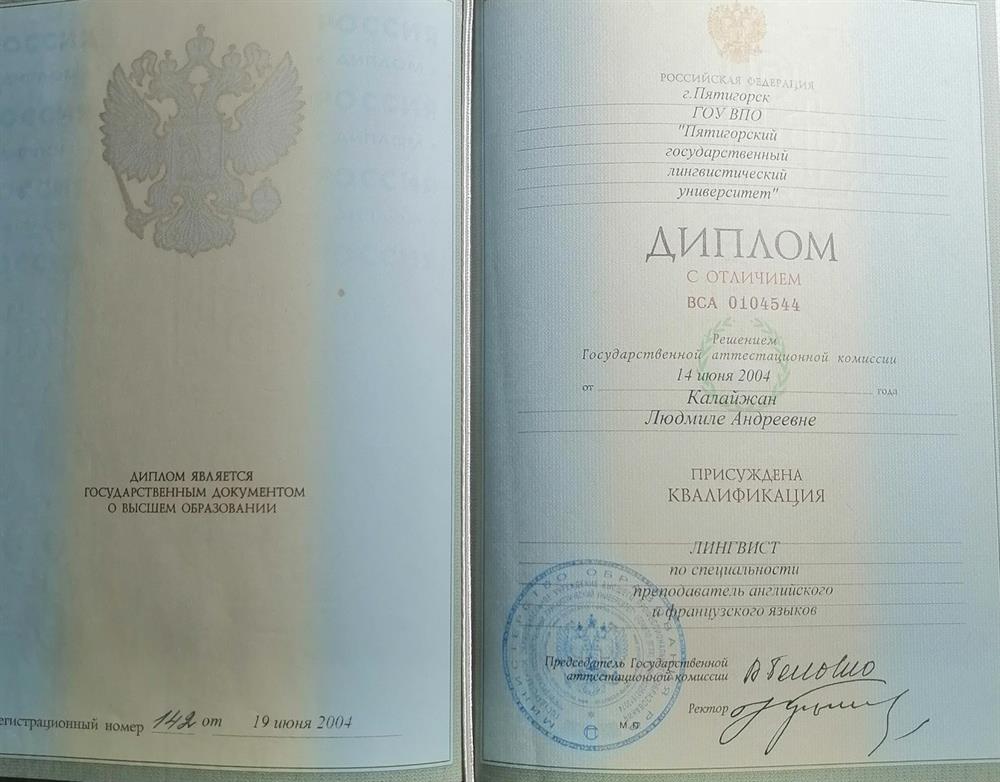 ДИПЛОМ ЯВЛЯЕТСЯ
ГОСУДАРСТВЕННЫМ ДОКУМЕНТОМ
О ВЫСШЕМ ОБРАЗОВАНИИ
егистрационный номер 142 от 19 июня 2004
РОССИЙСКАЯ ФЕДЕРАЦИЯ
г.Пятигорск
ГОУ ВПО
"Пятигорский
государственный
лингвистический
университет"
ДИПЛОМ
С ОТЛИЧИЕМ
ВСА 0104544
Решением
Государственной аттестационной комиссии
14 июня 2004
от года
Калайжан
Людмиле Андреевне
ПРИСУЖДЕНА
КВАЛИФИКАЦИЯ
ЛИНГВИСТ
по специальности
преподаватель английского
и французского языков
Председатель Государственной
аттестационной комиссии
Ректор
М.П.
МИНИСТЕРСТВО ОБРАЗОВАНИЯ